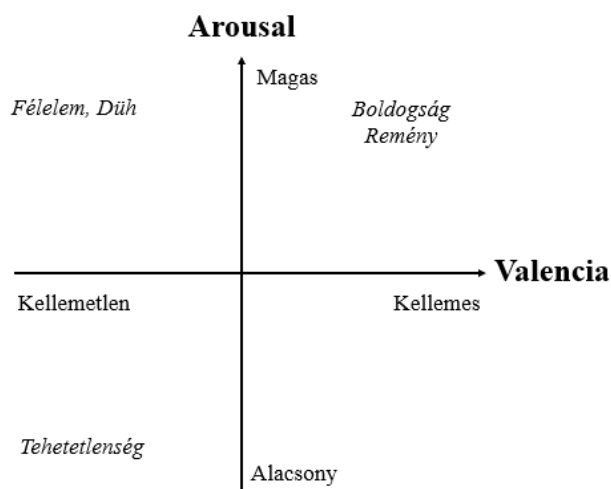 Arousal
Magas
Félelem, Düh
Boldogság
Remény
Valencia
Kellemetlen
Kellemes
Tehetetlenség
Alacsony